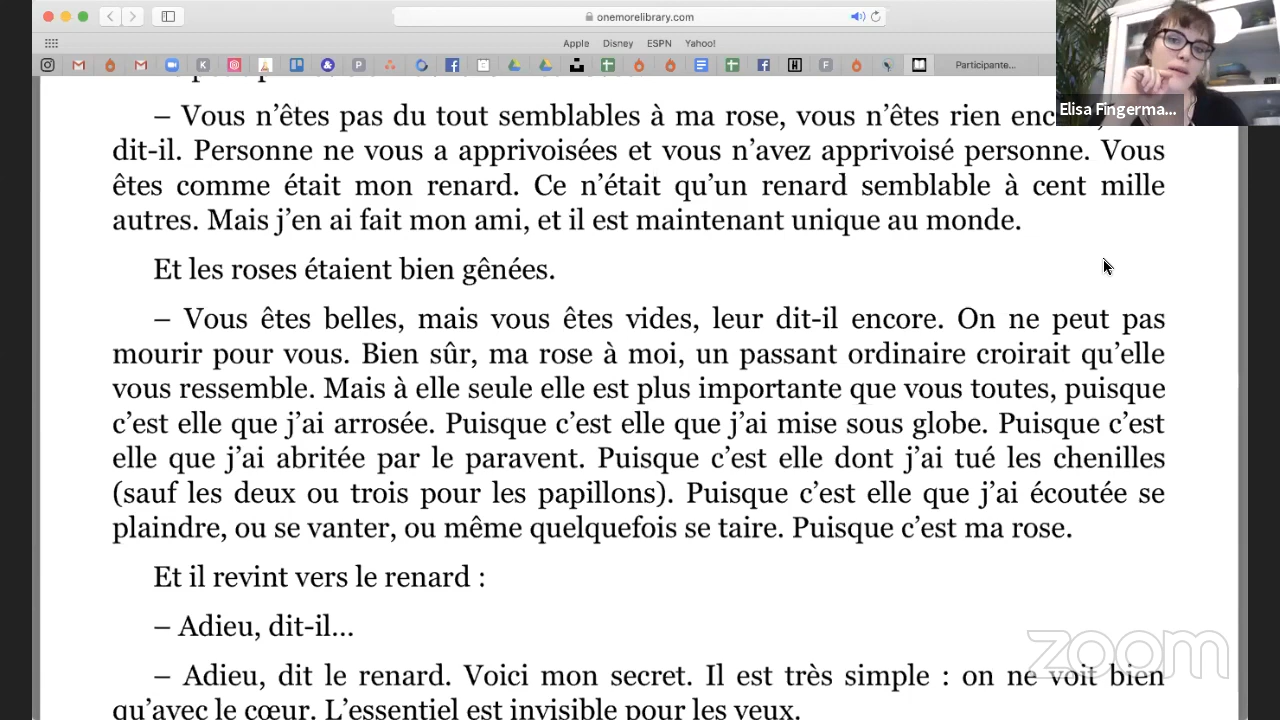 onemorelibrary.com
Apple Disney ESPN Yahoo!
Participante...
Elisa Fingerma...
– Vous n’êtes pas du tout semblables à ma rose, vous n’êtes rien
dit-il. Personne ne vous a apprivoisées et vous n’avez apprivoisé personne. Vous
êtes comme était mon renard. Ce n’était qu’un renard semblable à cent mille
autres. Mais j’en ai fait mon ami, et il est maintenant unique au monde.
Et les roses étaient bien gênées.
– Vous êtes belles, mais vous êtes vides, leur dit-il encore. On ne peut pas
mourir pour vous. Bien sûr, ma rose à moi, un passant ordinaire croirait qu’elle
vous ressemble. Mais à elle seule elle est plus importante que vous toutes, puisque
c’est elle que j’ai arrosée. Puisque c’est elle que j’ai mise sous globe. Puisque c’est
elle que j’ai abritée par le paravent. Puisque c’est elle dont j’ai tué les chenilles
(sauf les deux ou trois pour les papillons). Puisque c’est elle que j’ai écoutée se
plaindre, ou se vanter, ou même quelquefois se taire. Puisque c’est ma rose.
Et il revint vers le renard :
– Adieu, dit-il…
– Adieu, dit le renard. Voici mon secret. Il est très simple : on ne voit bien
qu’avec le cœur. L’essentiel est invisible pour les yeux.
zoom